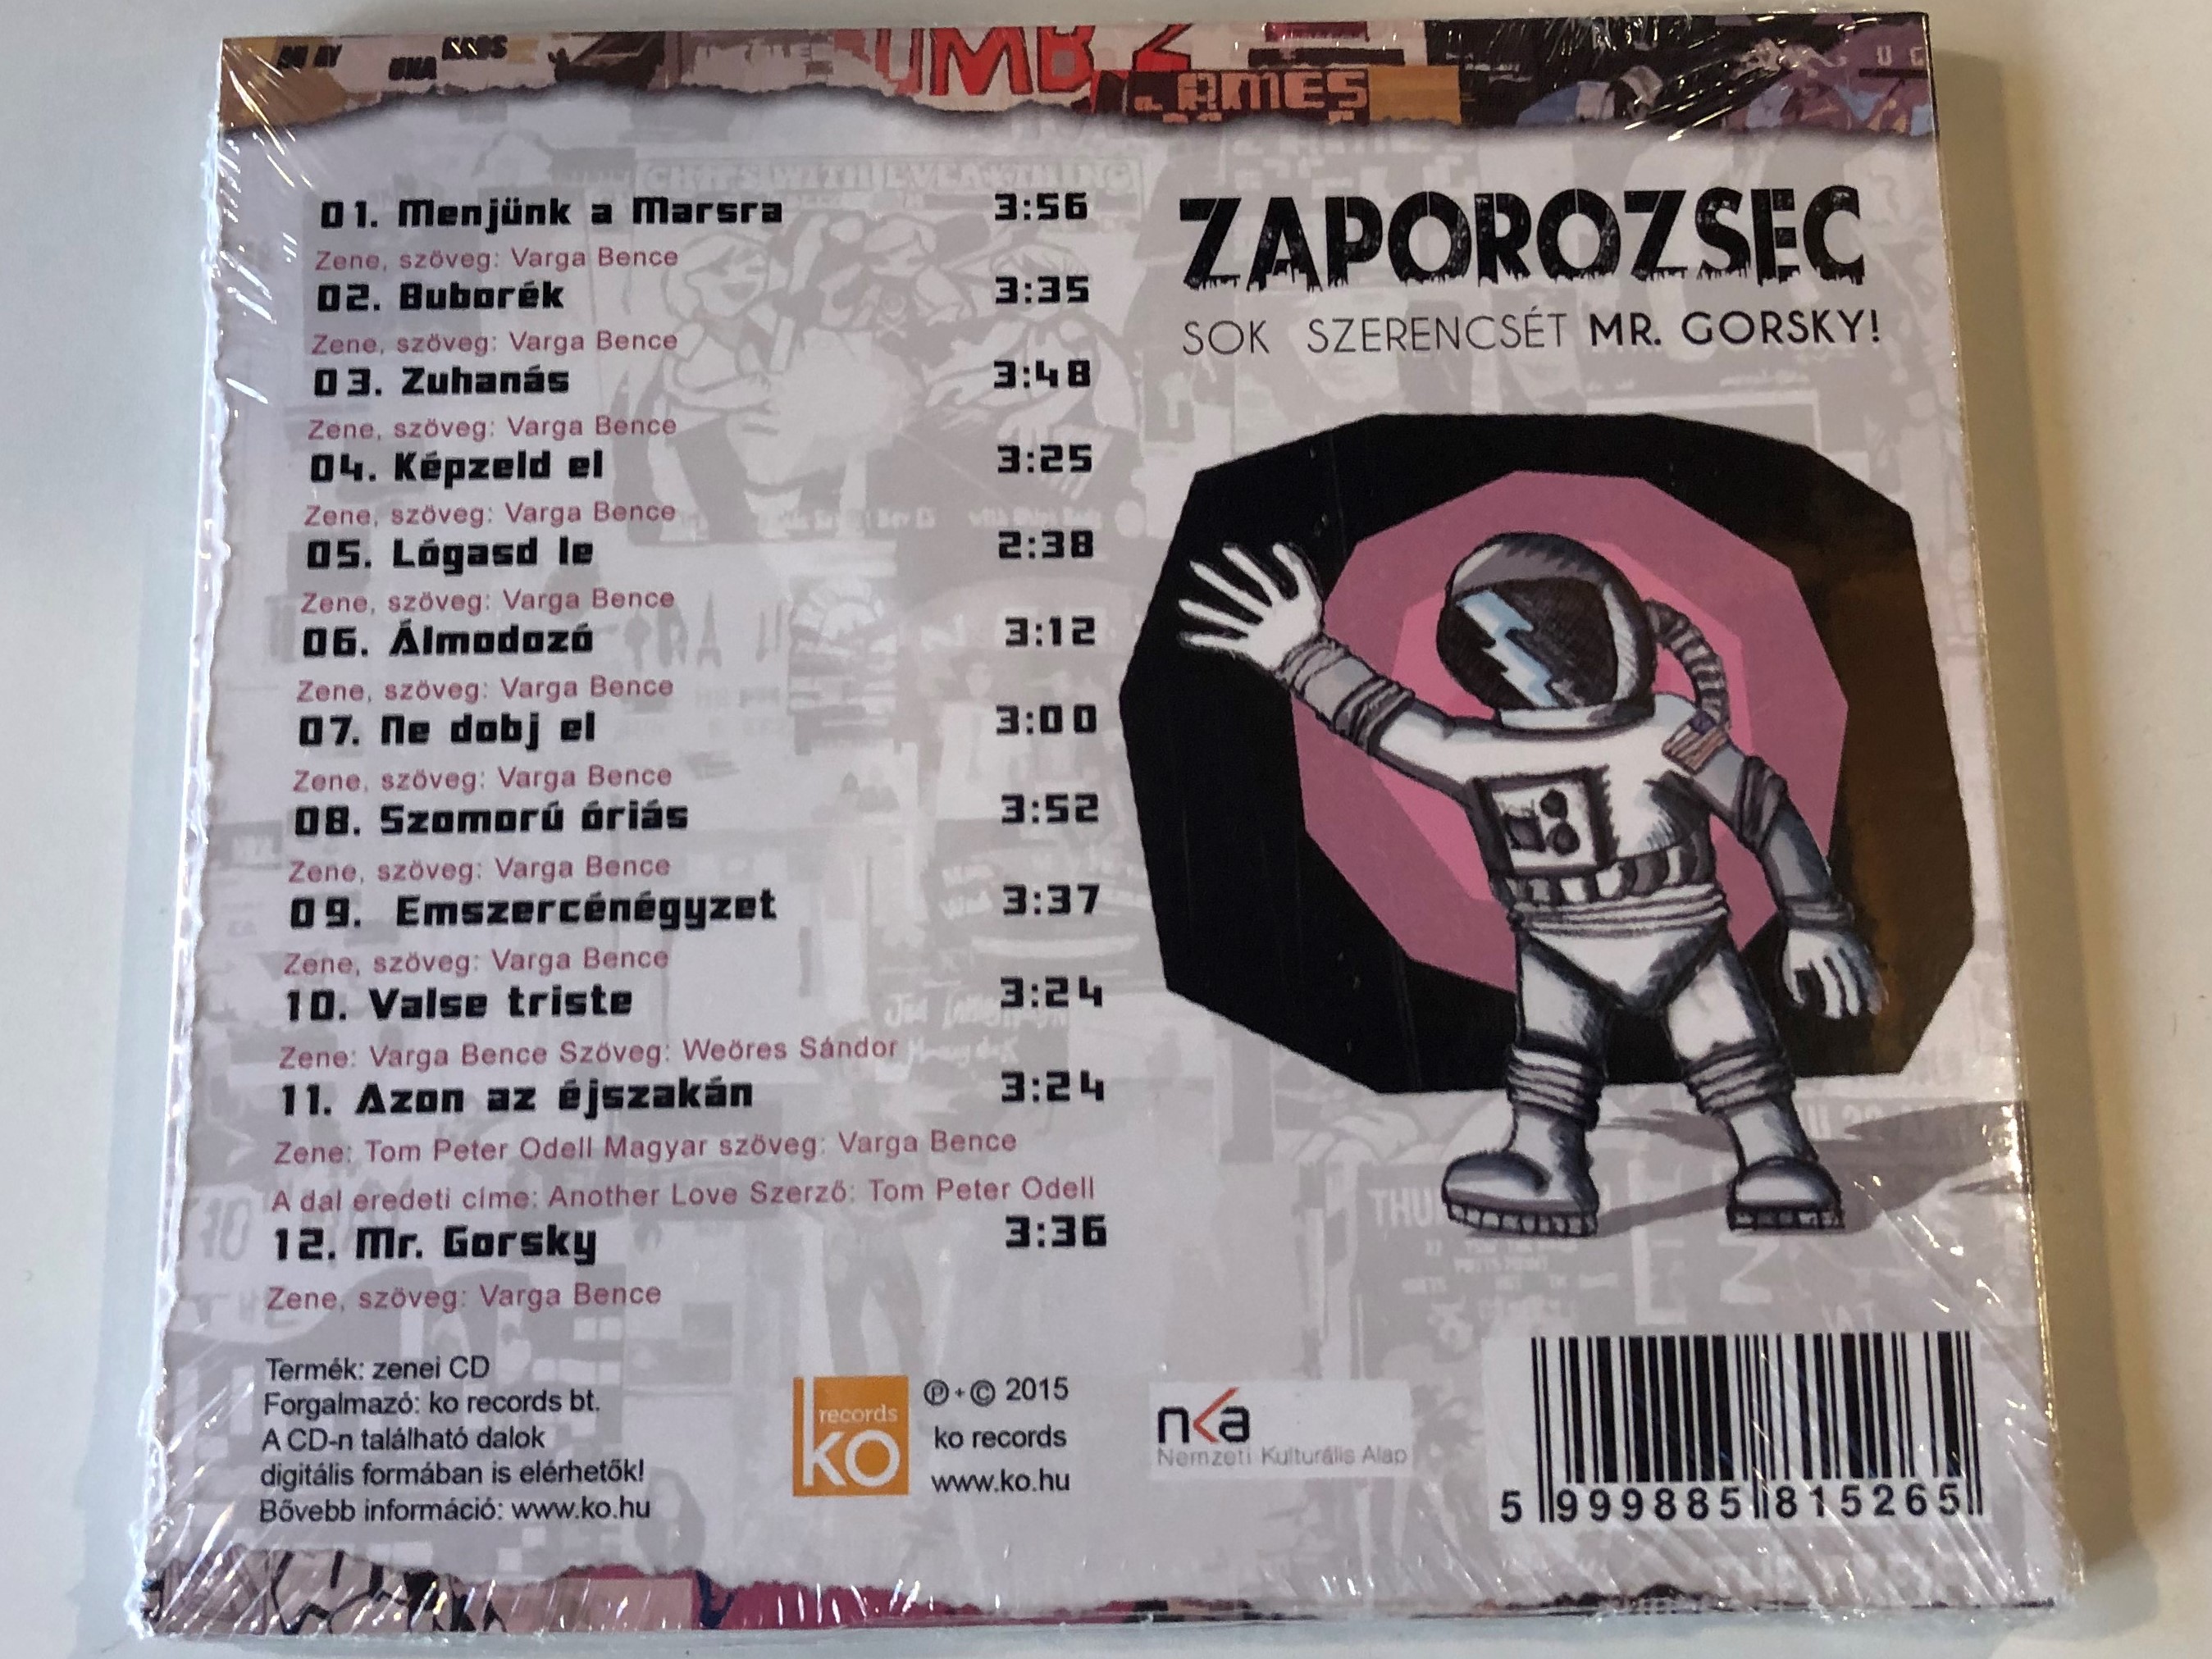 UNA
AMES
01. Menjünk a Marsra 3:56
Zene, szöveg: Varga Bence
02. Buborék 3:35
Zene, szöveg: Varga Bence
03. Zuhanás 3:48
Zene, szöveg: Varga Bence
04. Képzeld el 3:25
Zene, szöveg: Varga Bence
05. Lógasd le 2:38
Zene, szöveg: Varga Bence
06. Álmodozó 3:12
Zene, szöveg: Varga Bence
07. Ne dobj el 3:00
Zene, szöveg: Varga Bence
08. Szomorú óriás 3:52
Zene, szöveg: Varga Bence
09. Emszercénégyzet 3:37
Zene, szöveg: Varga Bence
10. Valse triste 3:24
Zene: Varga Bence Szöveg: Weöres Sándor
11. Azon az éjszakán 3:24
Zene: Tom Peter Odell Magyar szöveg: Varga Bence
A dal eredeti címe: Another Love Szerző: Tom Peter Odell
12. Mr. Gorsky 3:36
Zene, szöveg: Varga Bence
ZAPOROZSEC
SOK SZERENCSÉT MR. GORSKY!
Termék: zenei CD
Forgalmazó: ko records bt.
A CD-n található dalok
digitális formában is elérhetők!
Bővebb információ: www.ko.hu
records
ko
℗+© 2015
ko records
www.ko.hu
nka
Nemzeti Kulturális Alap
5 999885 815265